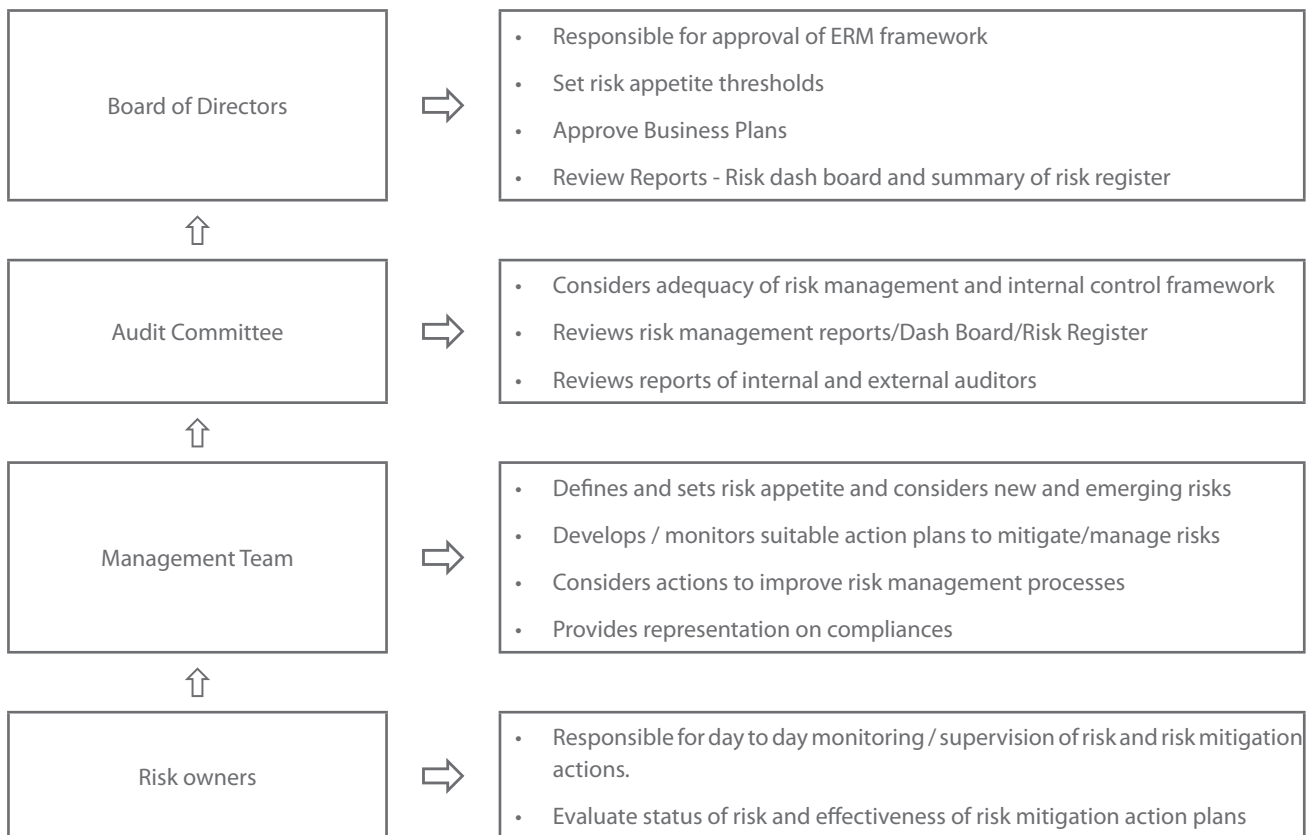 Board of Directors
• Responsible for approval of ERM framework
• Set risk appetite thresholds
• Approve Business Plans
• Review Reports - Risk dash board and summary of risk register
Audit Committee
• Considers adequacy of risk management and internal control framework
• Reviews risk management reports/Dash Board/Risk Register
• Reviews reports of internal and external auditors
Management Team
• Defines and sets risk appetite and considers new and emerging risks
• Develops / monitors suitable action plans to mitigate/manage risks
• Considers actions to improve risk management processes
• Provides representation on compliances
Risk owners
• Responsible for day to day monitoring / supervision of risk and risk mitigation
actions.
• Evaluate status of risk and effectiveness of risk mitigation action plans